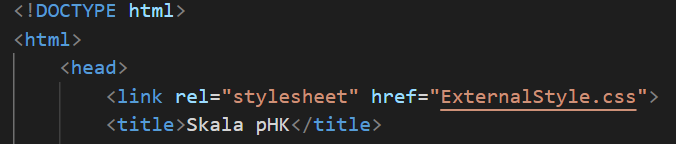 <!DOCTYPE html>
<html>
<head>
<link rel="stylesheet" href="ExternalStyle.css">
<title>Skala pHK</title>